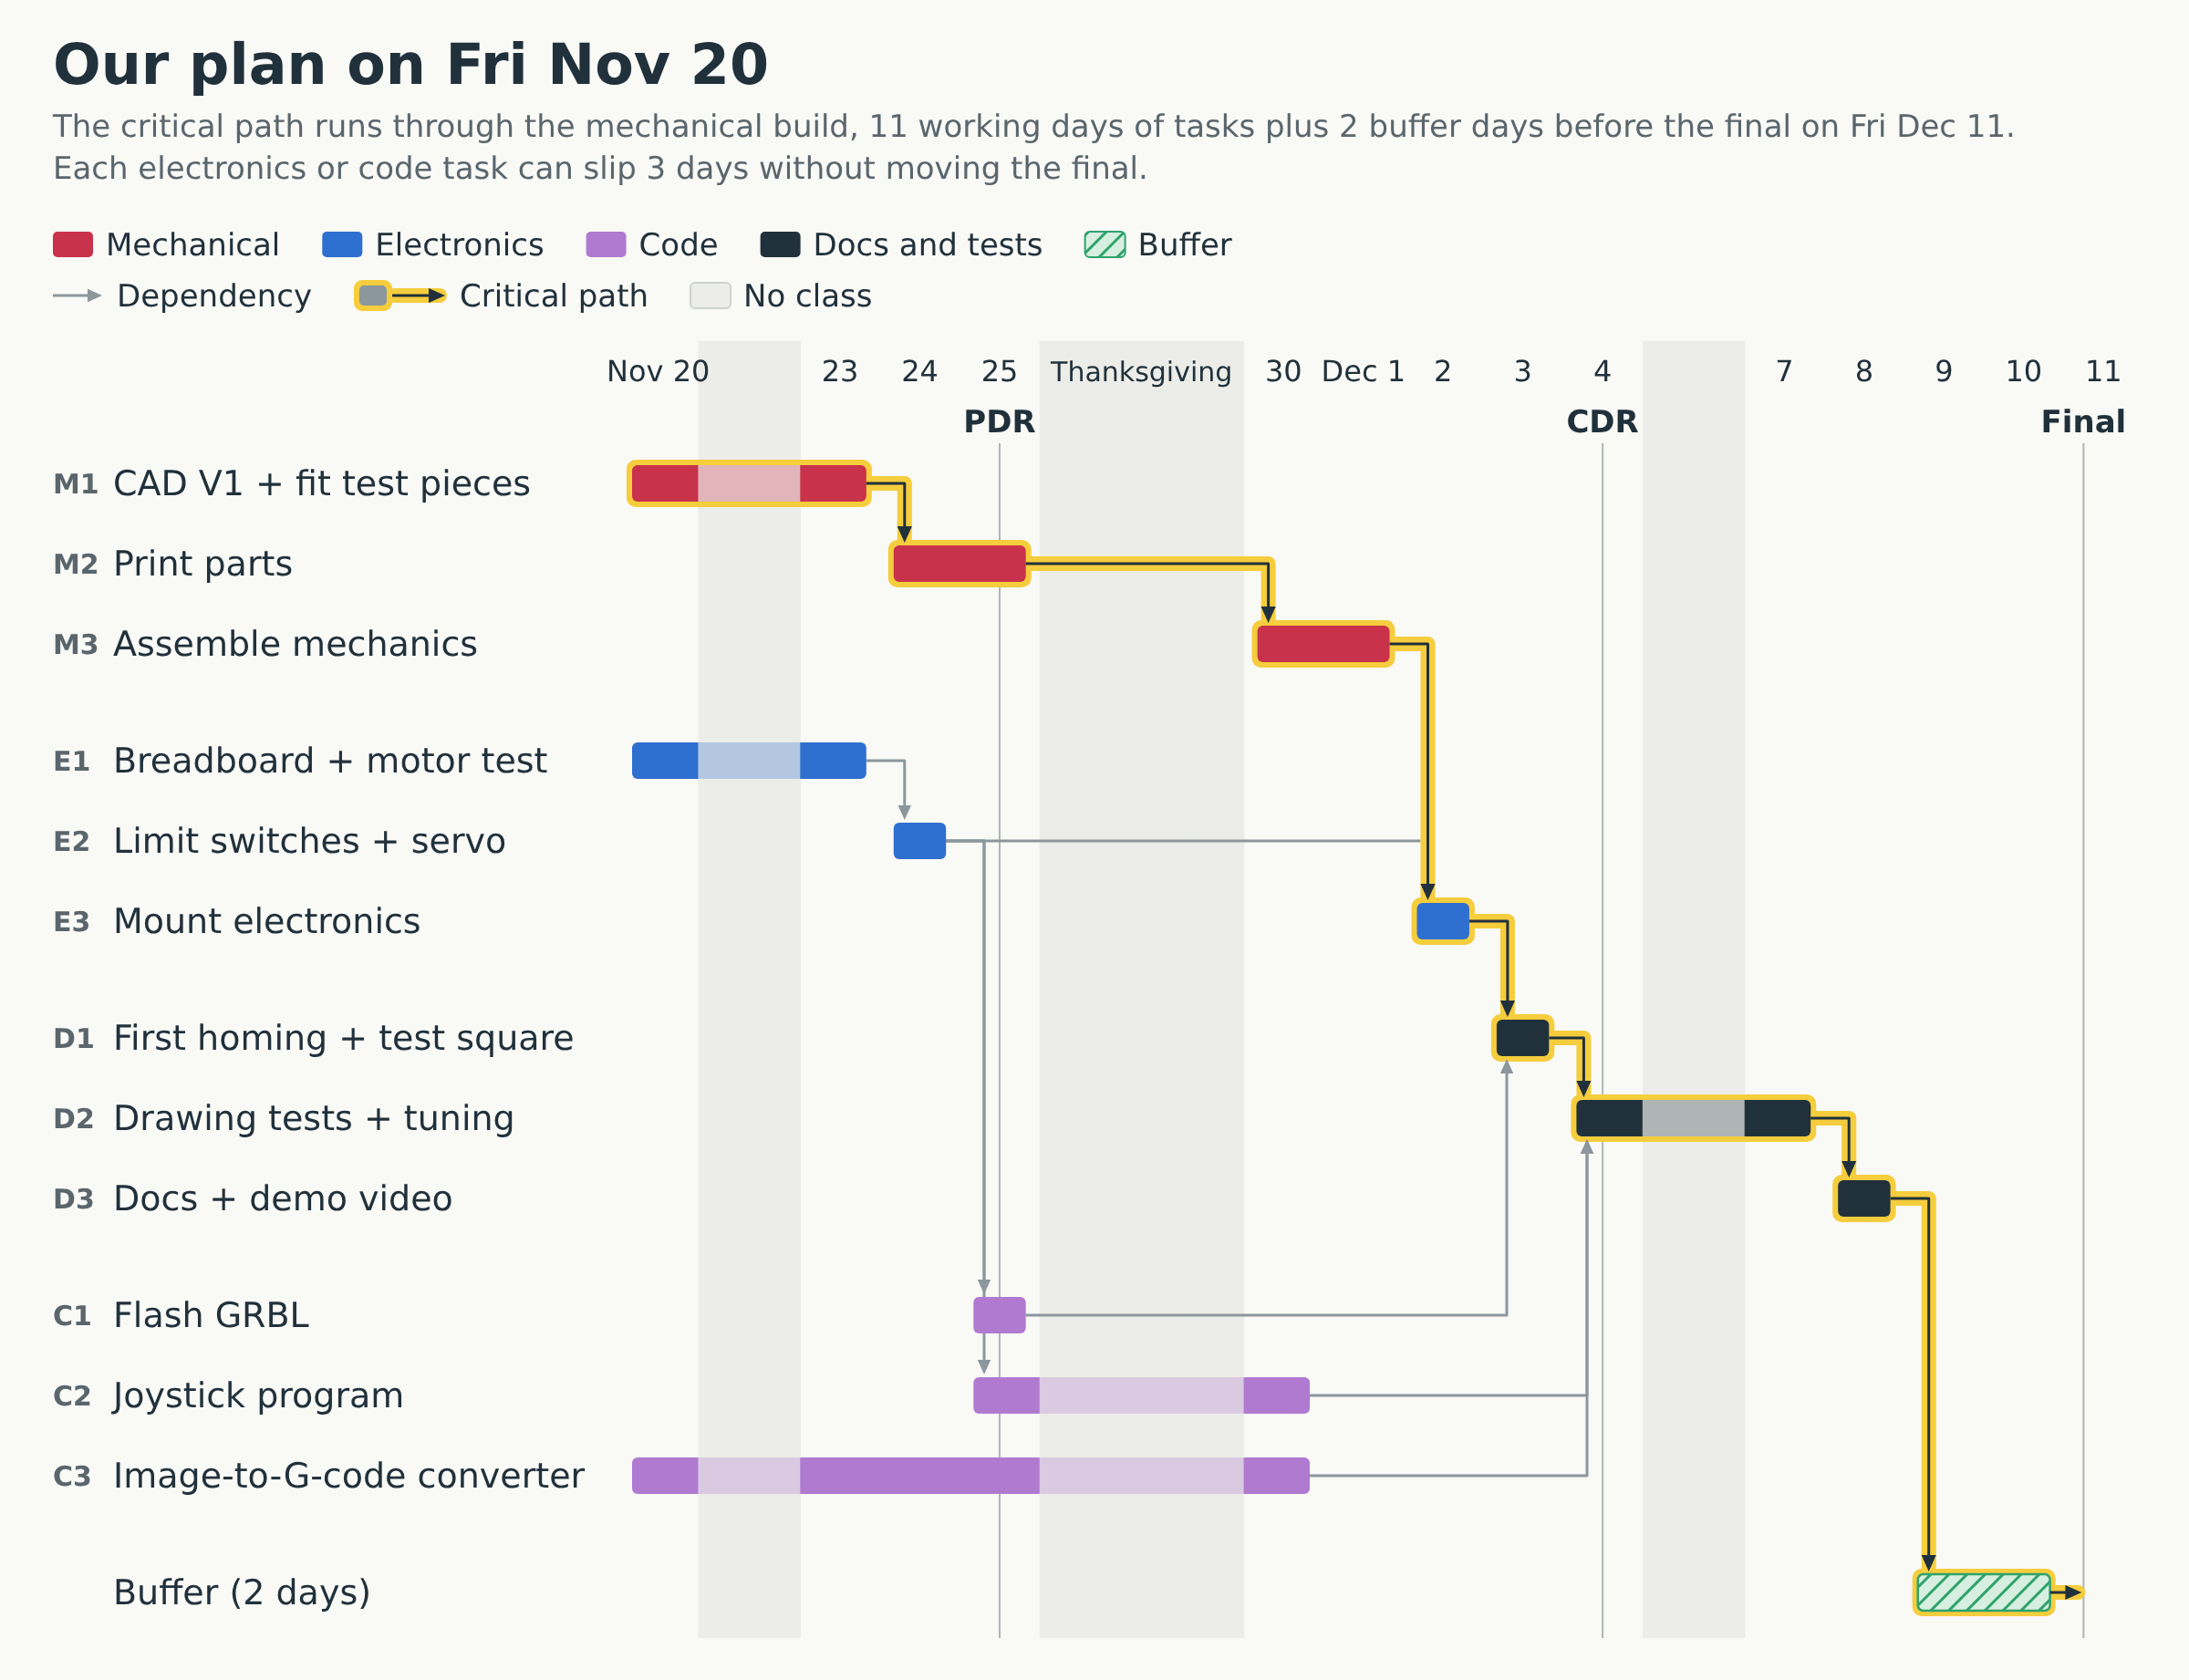 Our plan on Fri Nov 20
The critical path runs through the mechanical build, 11 working days of tasks plus 2 buffer days before the final on Fri Dec 11.
Each electronics or code task can slip 3 days without moving the final.
Mechanical Electronics Code Docs and tests Buffer
Dependency Critical path No class
Nov 20 23 24 25 Thanksgiving 30 Dec 1 2 3 4 7 8 9 10 11
PDR CDR Final
M1 CAD V1 + fit test pieces
M2 Print parts
M3 Assemble mechanics
E1 Breadboard + motor test
E2 Limit switches + servo
E3 Mount electronics
D1 First homing + test square
D2 Drawing tests + tuning
D3 Docs + demo video
C1 Flash GRBL
C2 Joystick program
C3 Image-to-G-code converter
Buffer (2 days)